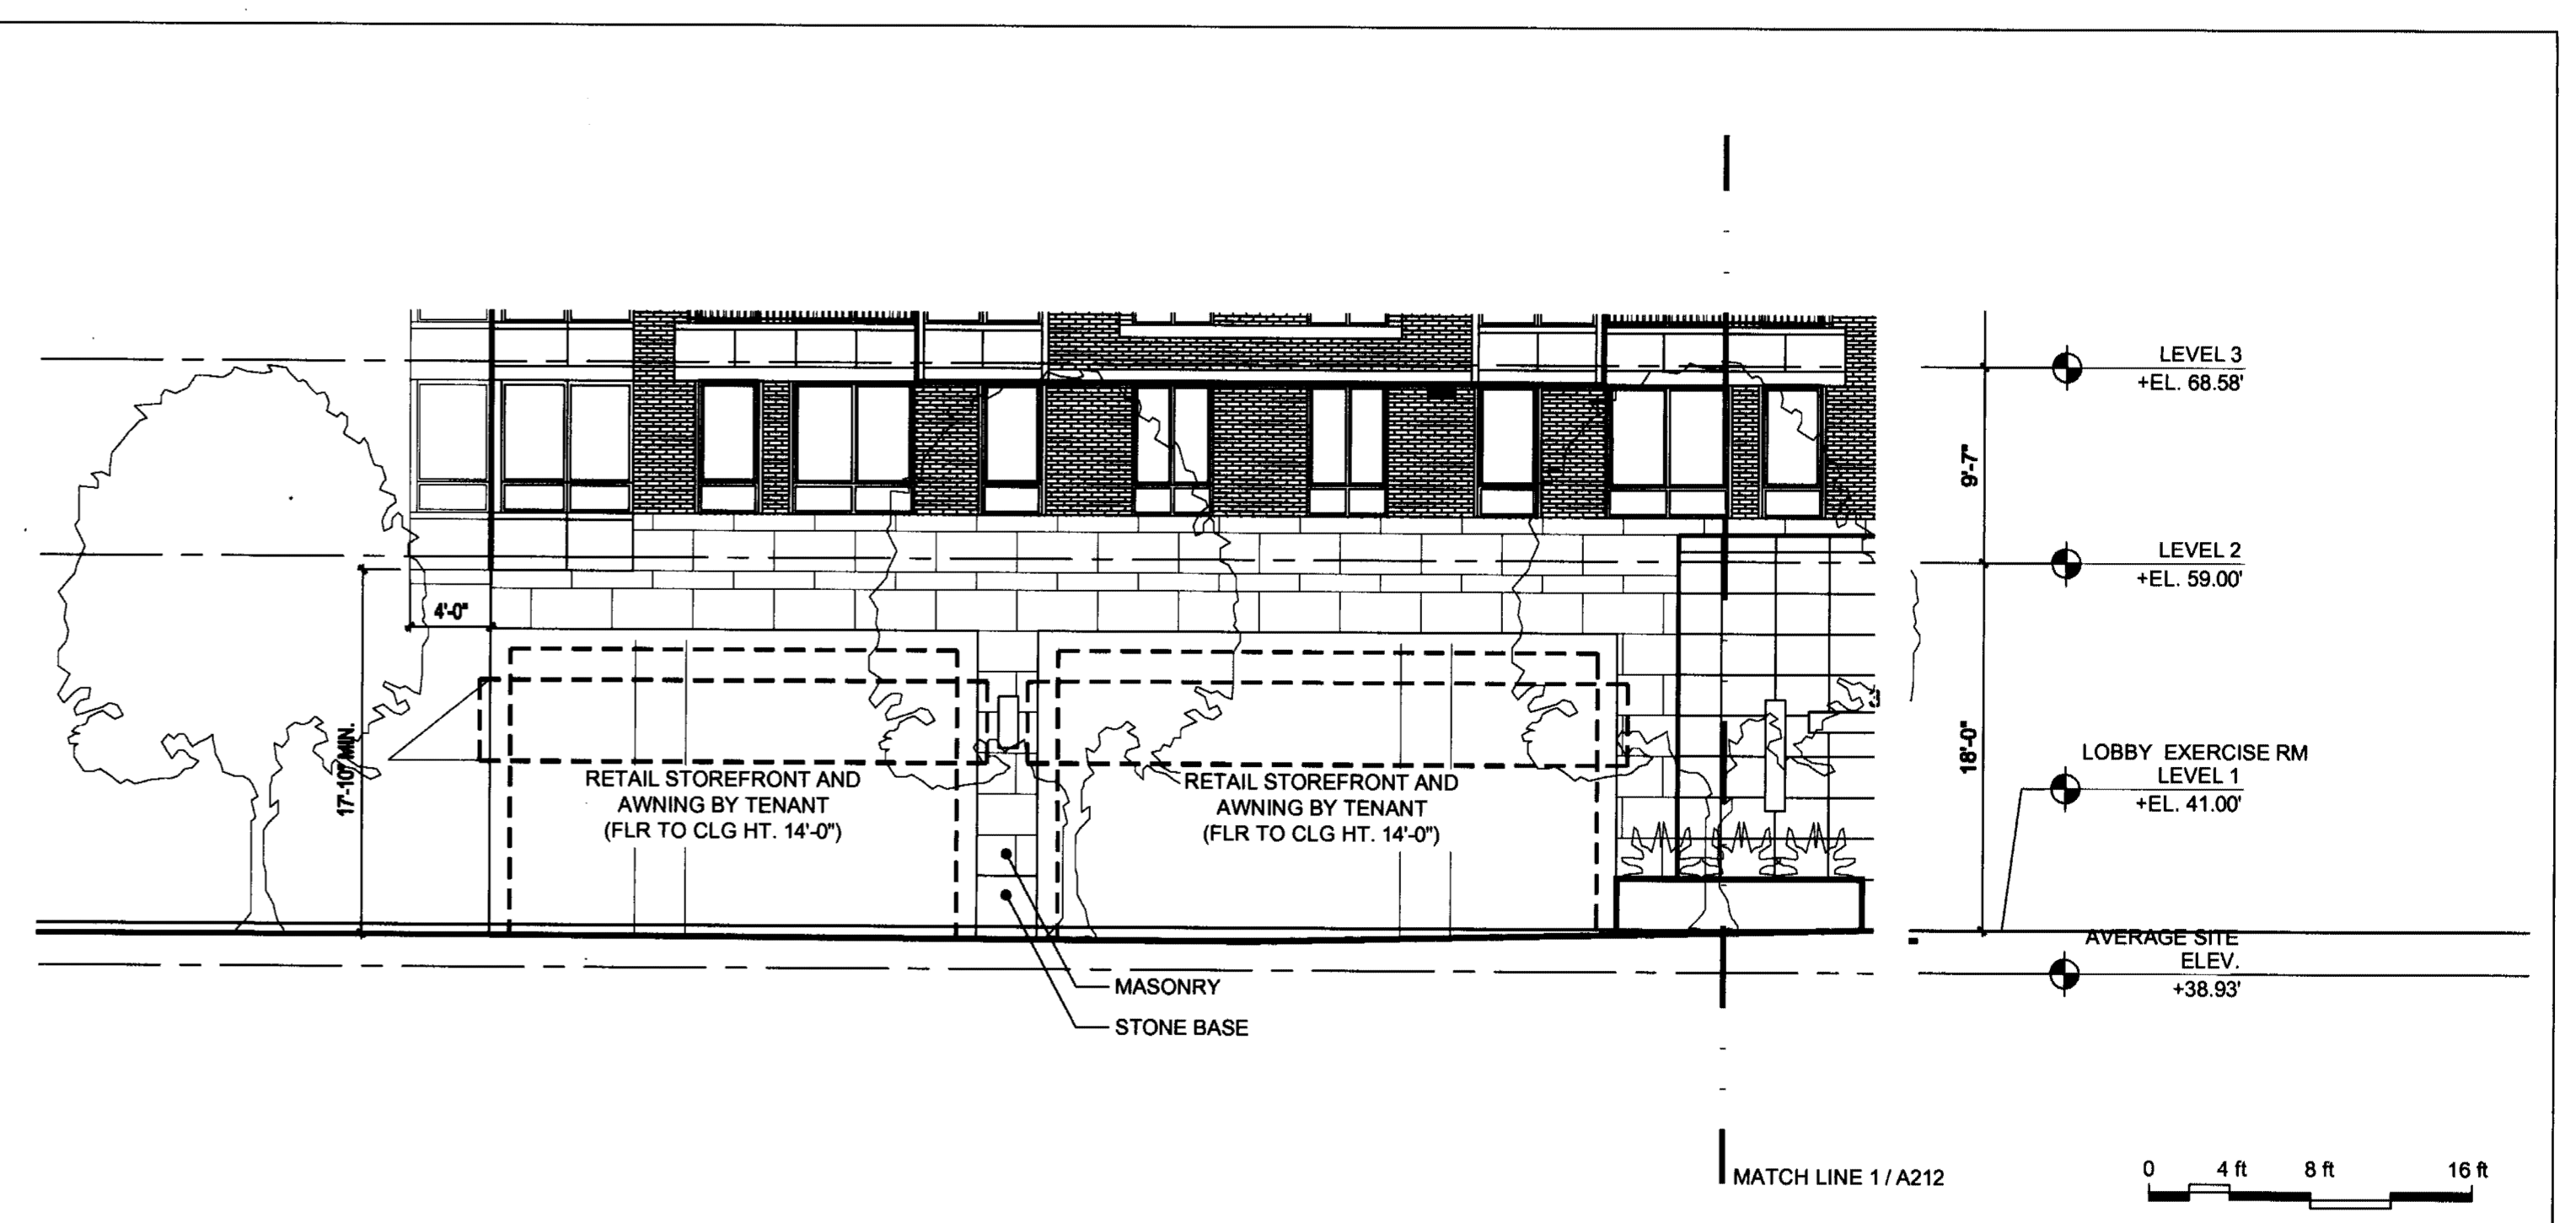 LEVEL 3
+EL. 68.58'
9'-7"
LEVEL 2
+EL. 59.00'
4'-0"
17'-10" MIN.
18'-0"
LOBBY EXERCISE RM
LEVEL 1
+EL. 41.00'
RETAIL STOREFRONT AND
AWNING BY TENANT
(FLR TO CLG HT. 14'-0")
RETAIL STOREFRONT AND
AWNING BY TENANT
(FLR TO CLG HT. 14'-0")
AVERAGE SITE
ELEV.
+38.93'
MASONRY
STONE BASE
MATCH LINE 1 / A212
0 4 ft 8 ft 16 ft